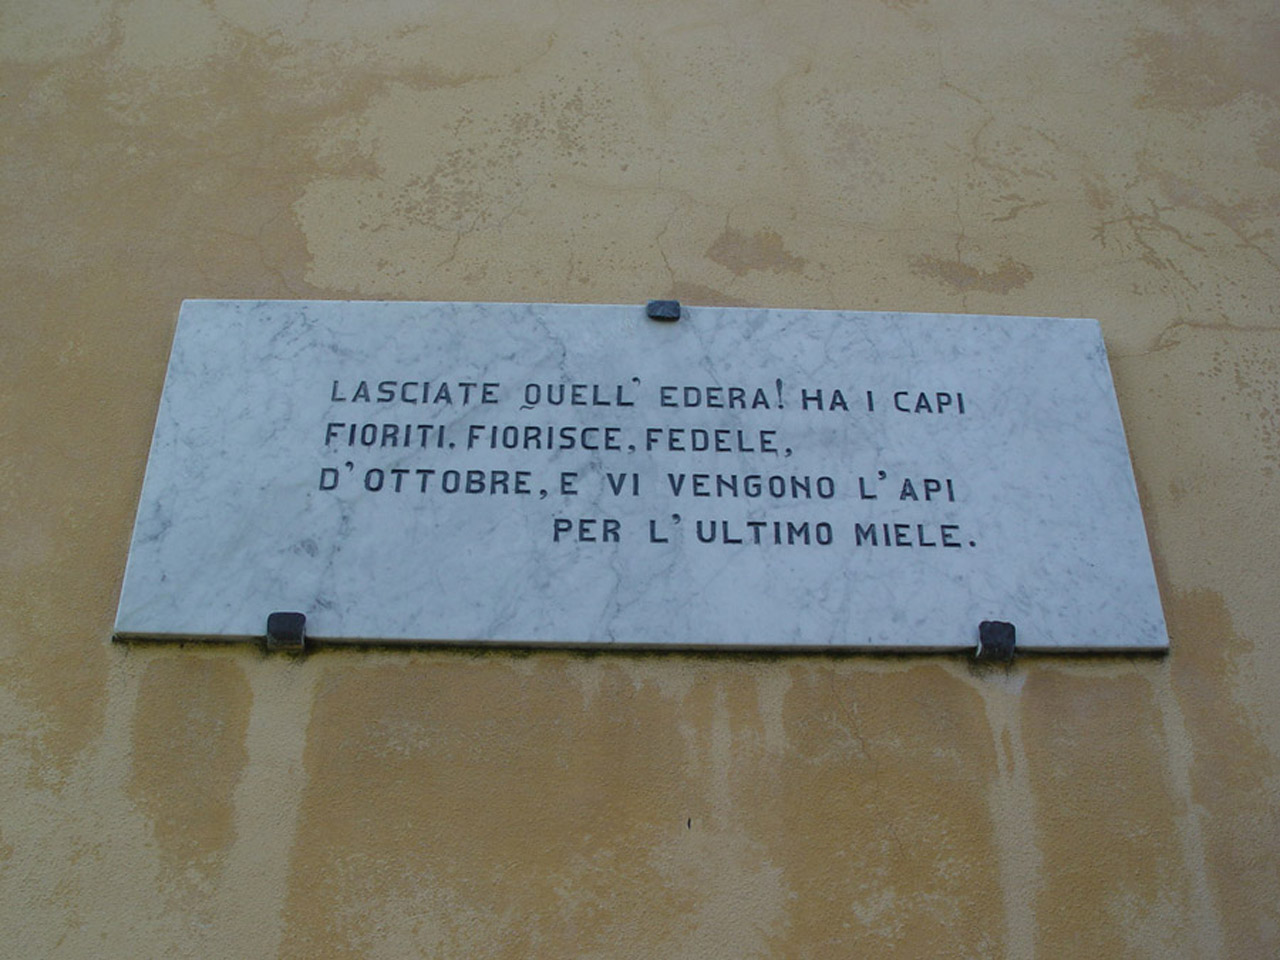 LASCIATE QUELL' EDERA! HA I CAPI
FIORITI. FIORISCE, FEDELE,
D'OTTOBRE, E VI VENGONO L'API
PER L'ULTIMO MIELE.